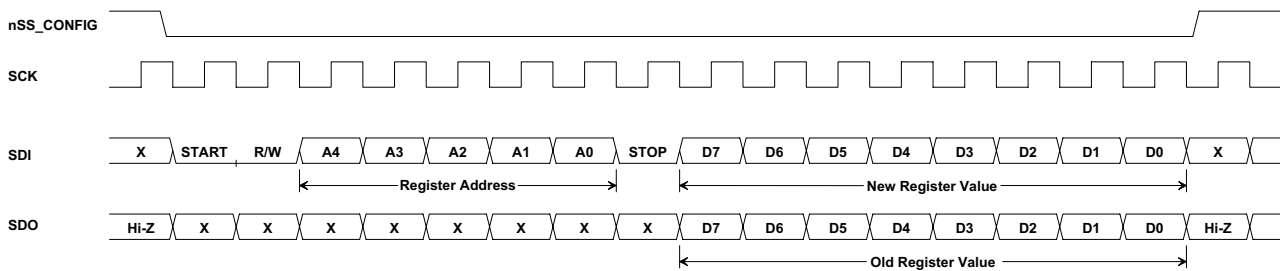 nSS_CONFIG
SCK
SDI X START R/W A4 A3 A2 A1 A0 STOP D7 D6 D5 D4 D3 D2 D1 D0 X
Register Address New Register Value
SDO Hi-Z X X X X X X X X D7 D6 D5 D4 D3 D2 D1 D0 Hi-Z
Old Register Value